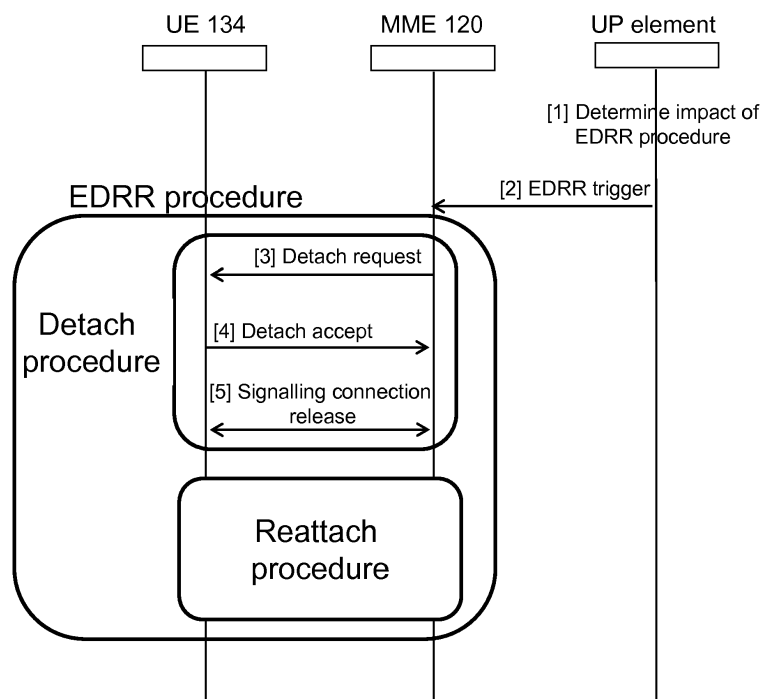 UE 134
MME 120
UP element
[1] Determine impact of
EDRR procedure
[2] EDRR trigger
EDRR procedure
[3] Detach request
Detach
procedure
[4] Detach accept
[5] Signalling connection
release
Reattach
procedure